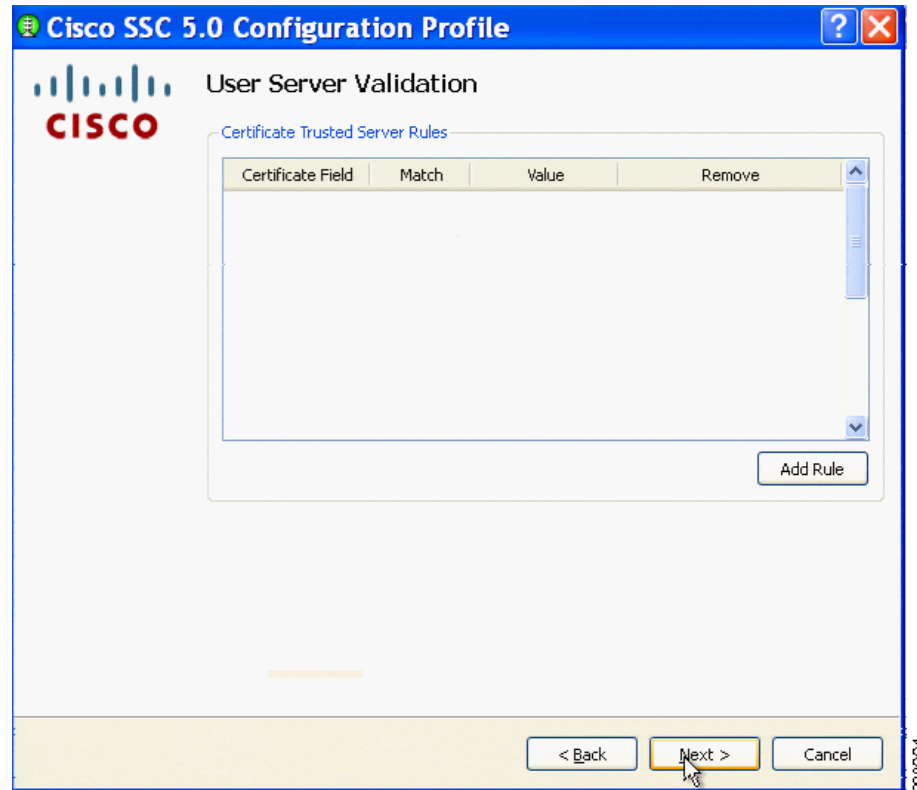 Cisco SSC 5.0 Configuration Profile
?
CISCO
User Server Validation
Certificate Trusted Server Rules
Certificate Field Match Value Remove
Add Rule
< Back Next > Cancel